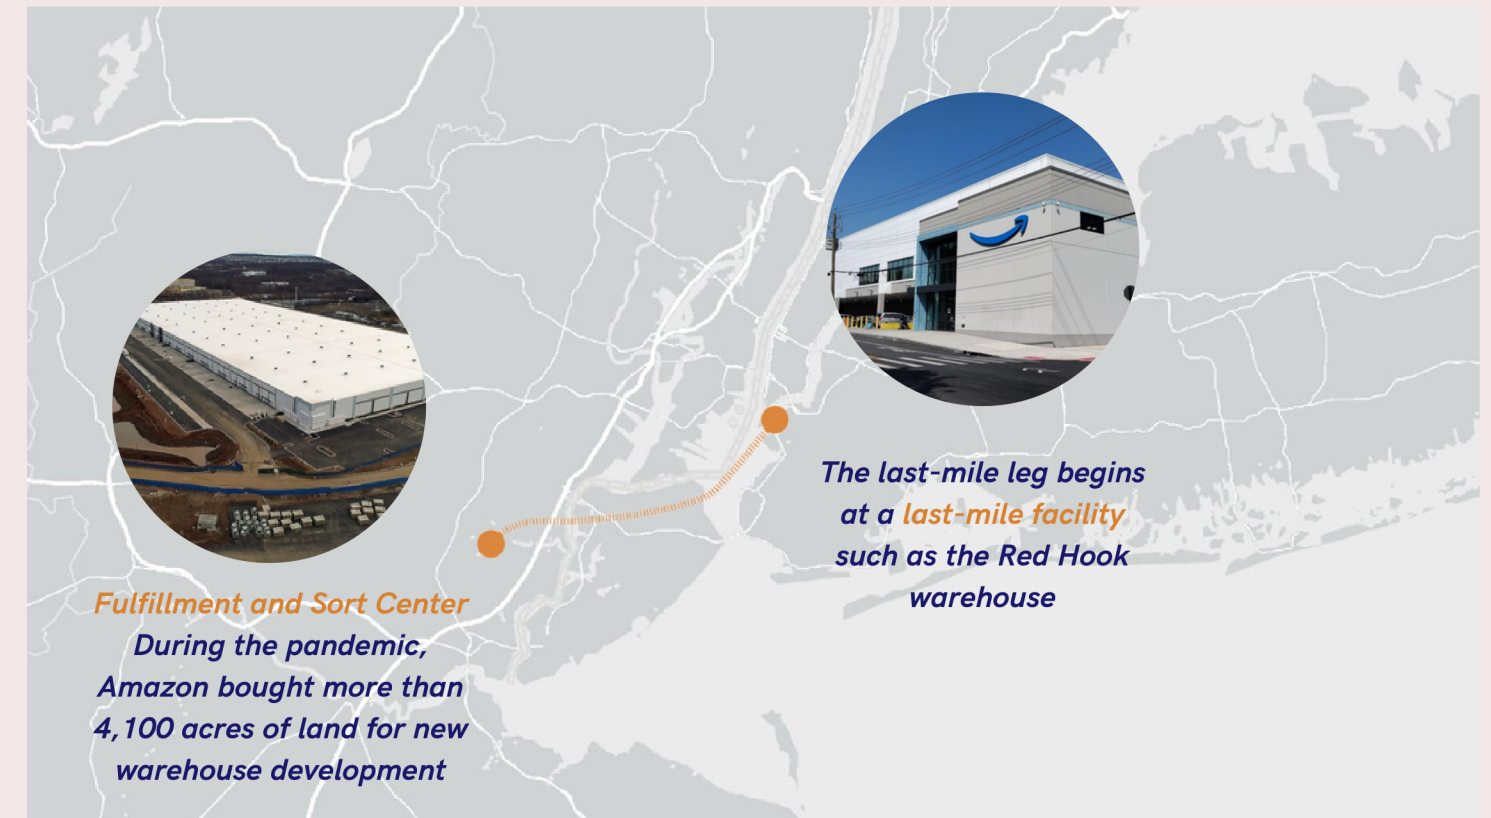 Fulfillment and Sort Center
During the pandemic,
Amazon bought more than
4,100 acres of land for new
warehouse development
The last-mile leg begins
at a last-mile facility
such as the Red Hook
warehouse